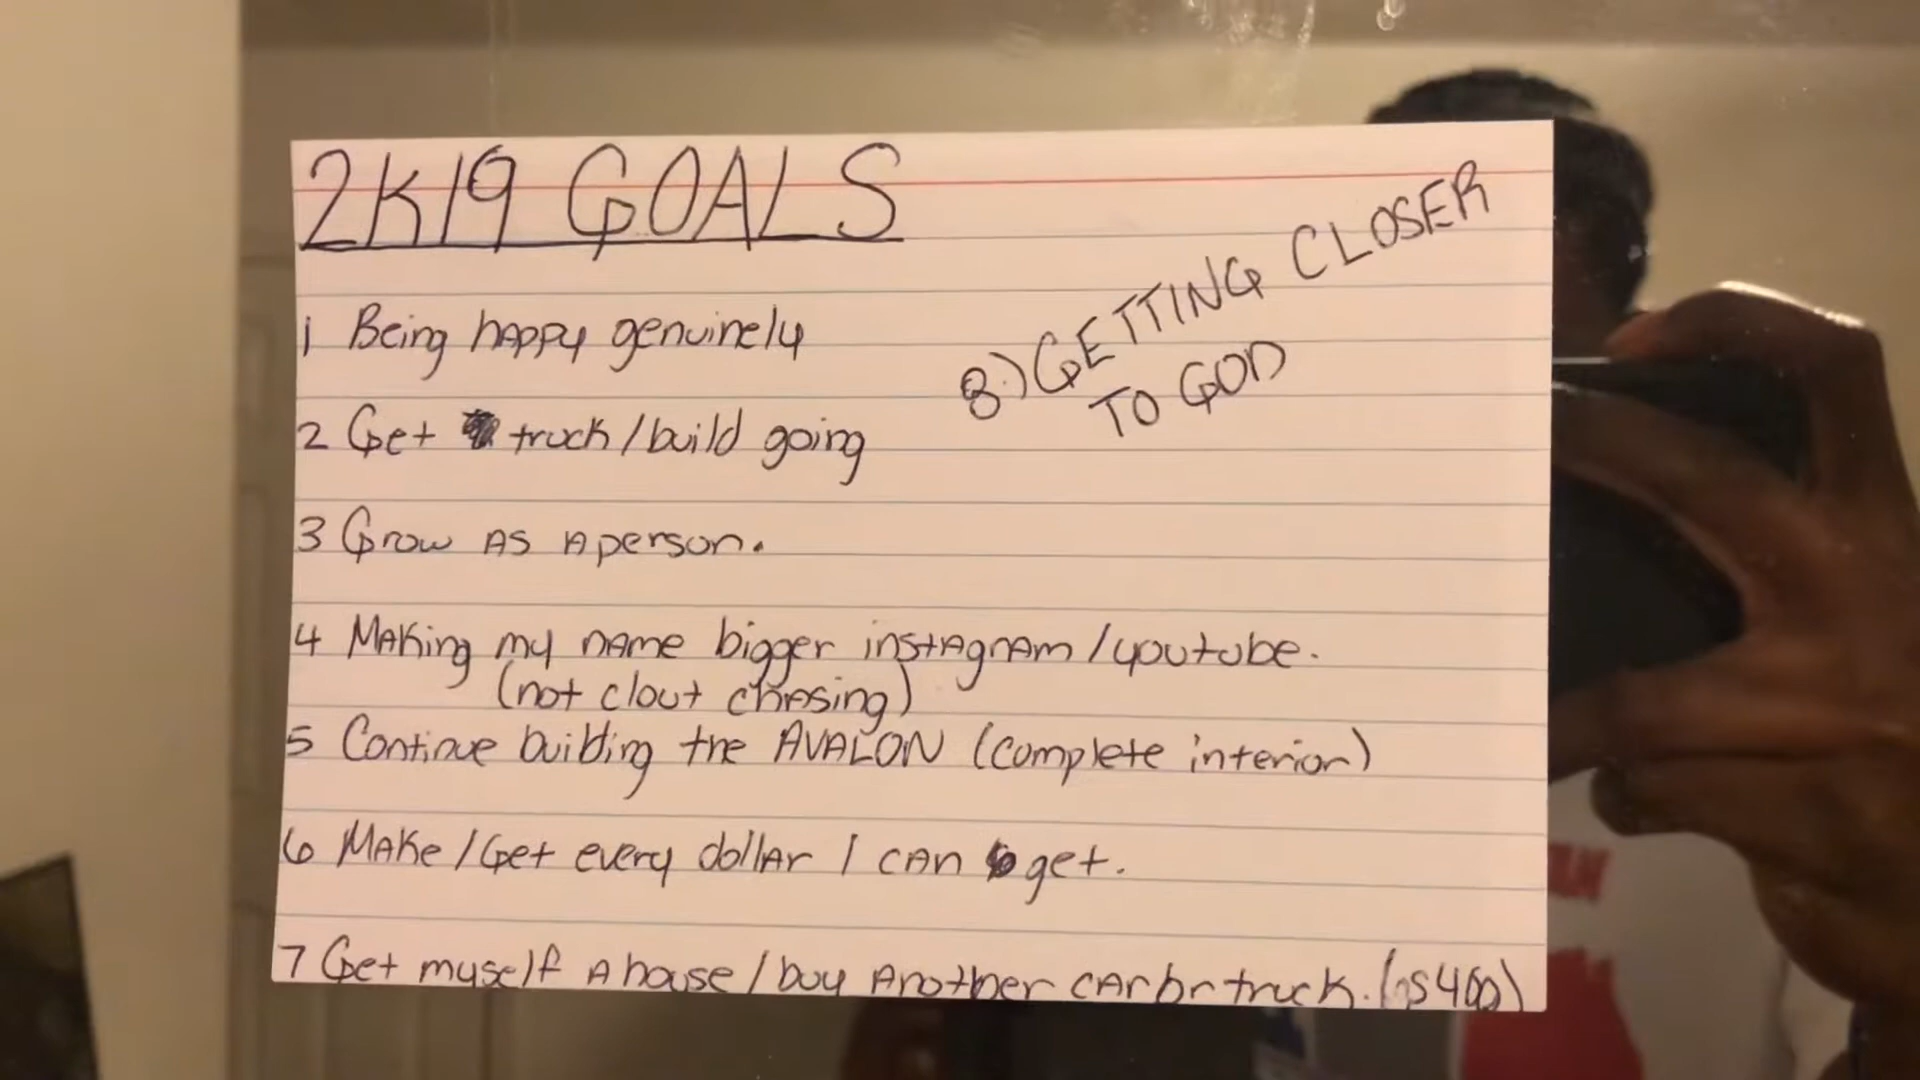 2K19 GOALS
1 Being happy genuinely
2 Get truck/build going
3 Grow AS A person.
4 Making my name bigger instagram/youtube.
(not clout chasing)
5 Continue building the AVALON (complete interior)
6 Make/Get every dollar I can get.
7 Get myself A house/buy Another car or truck.
8.) GETTING CLOSER
TO GOD